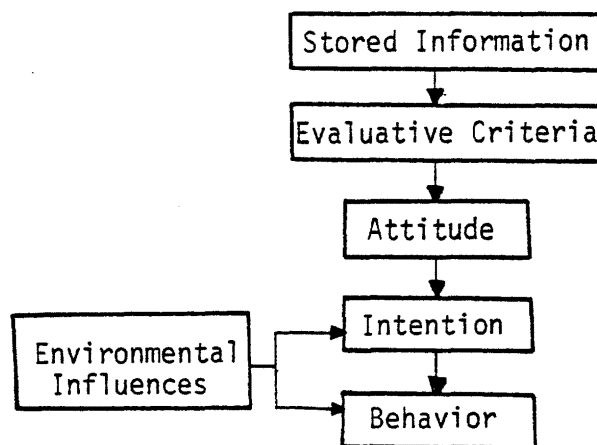 Stored Information
Evaluative Criteria
Attitude
Intention
Environmental
Influences
Behavior